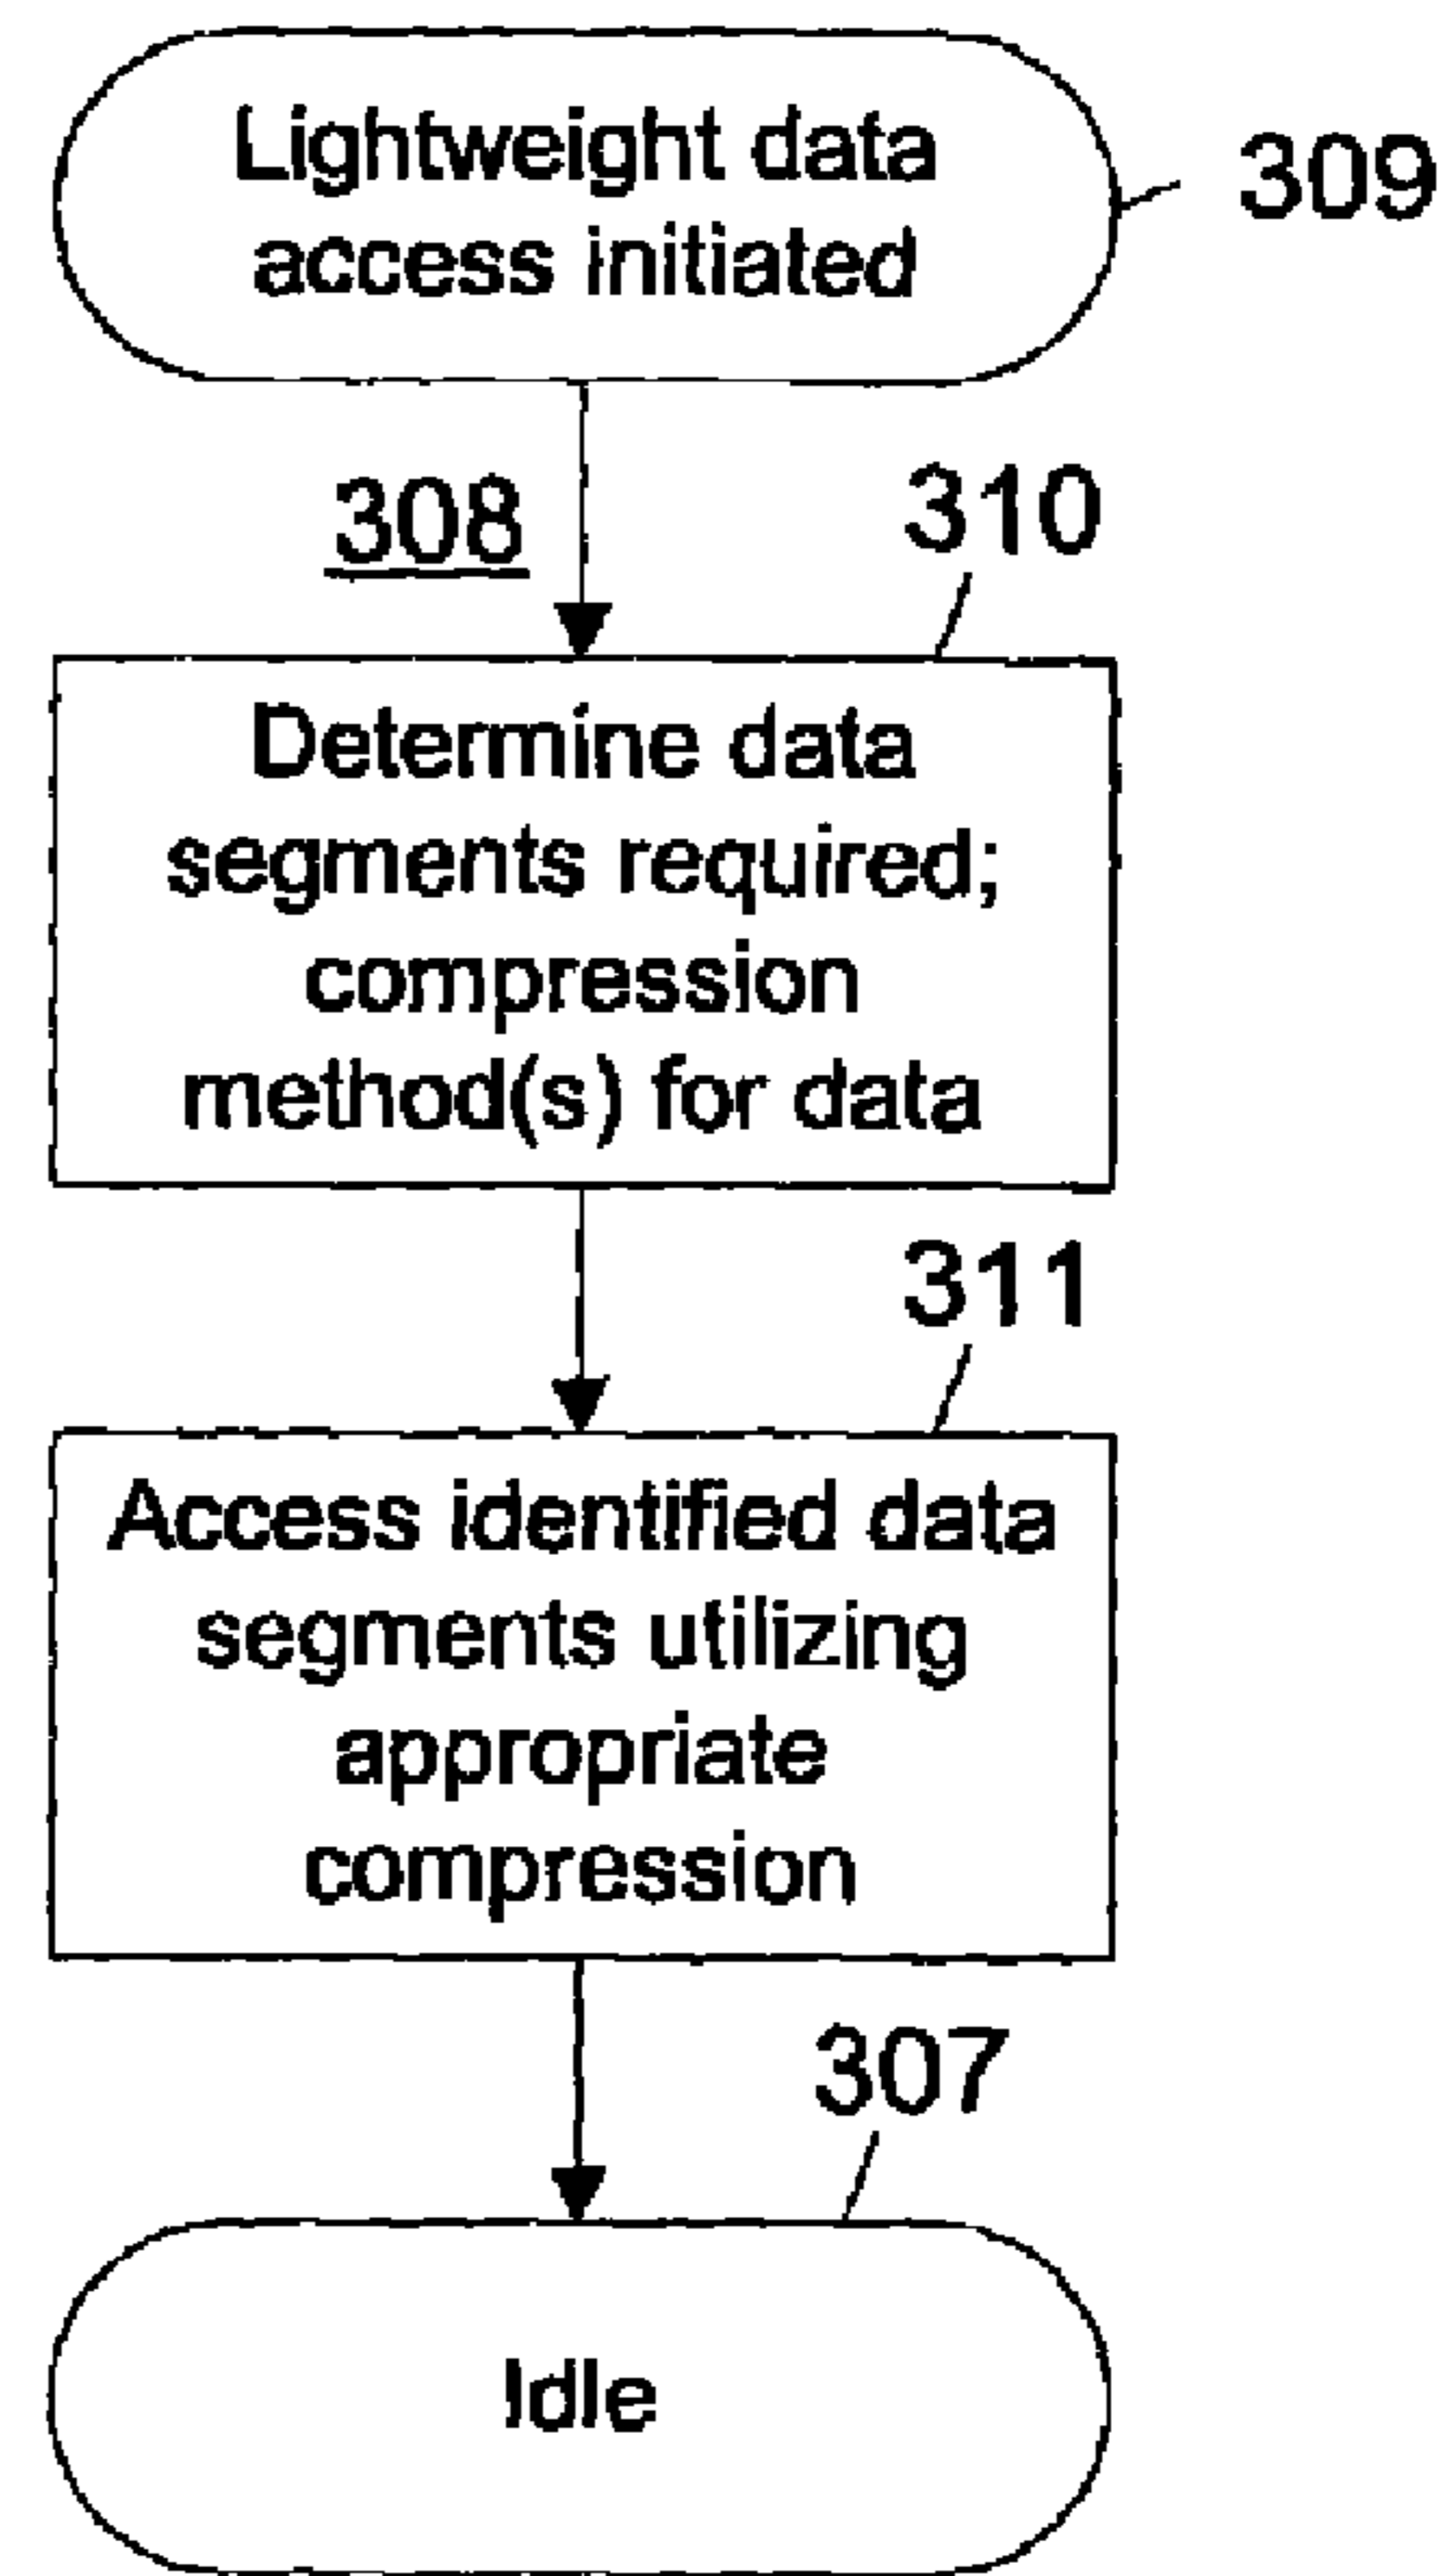 Lightweight data
access initiated
309
308
310
Determine data
segments required;
compression
method(s) for data
311
Access identified data
segments utilizing
appropriate
compression
307
Idle